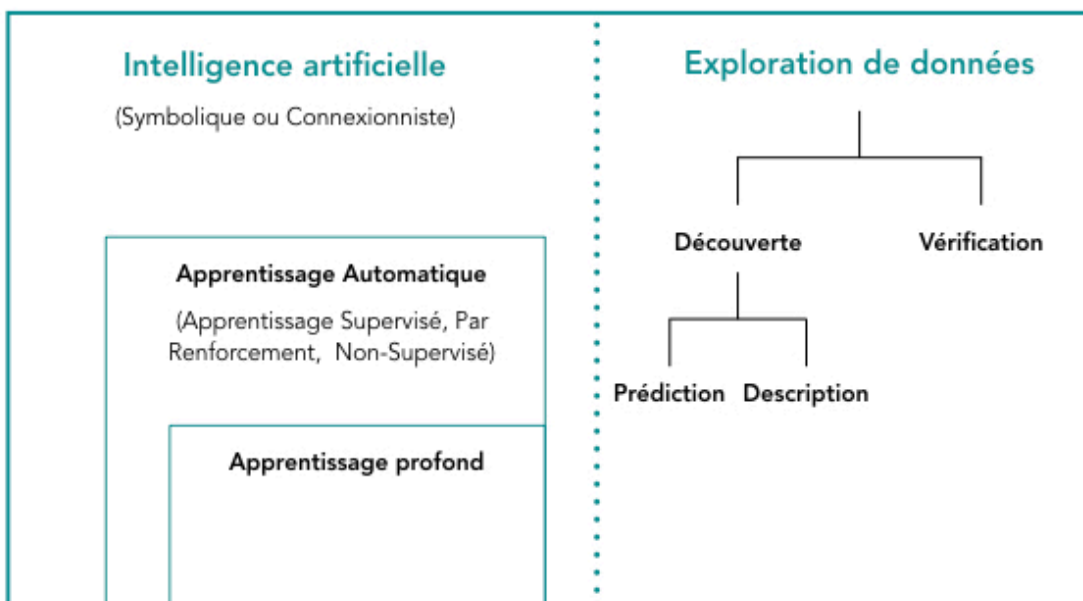 Intelligence artificielle
(Symbolique ou Connexionniste)
Apprentissage Automatique
(Apprentissage Supervisé, Par
Renforcement, Non-Supervisé)
Apprentissage profond
Exploration de données
Découverte
Vérification
Prédiction
Description